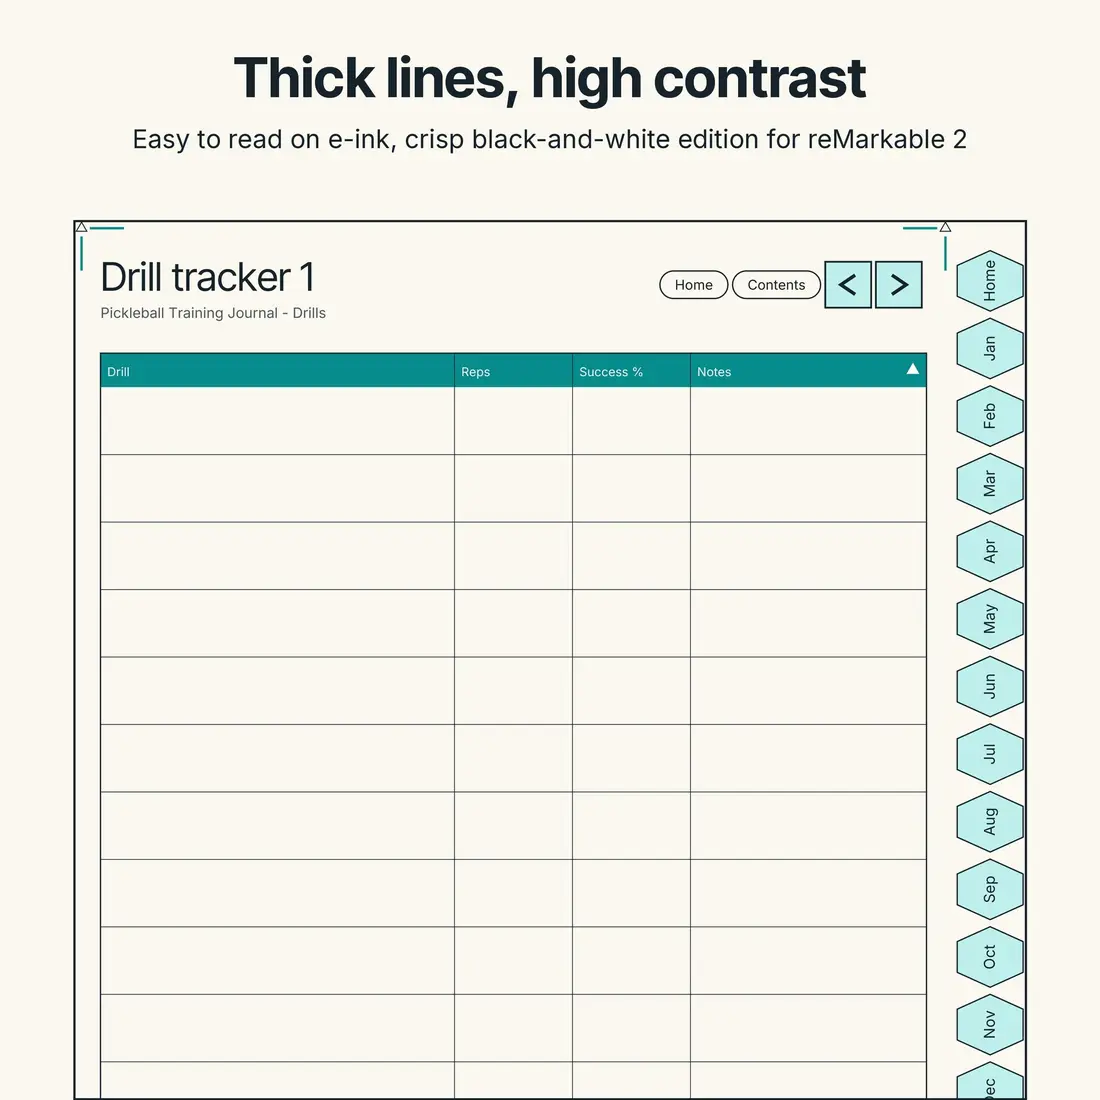 Thick lines, high contrast
Easy to read on e-ink, crisp black-and-white edition for reMarkable 2
Drill tracker 1
Pickleball Training Journal - Drills
Home Contents < >
Drill Reps Success % Notes
Home
Jan
Feb
Mar
Apr
May
Jun
Jul
Aug
Sep
Oct
Nov
Dec